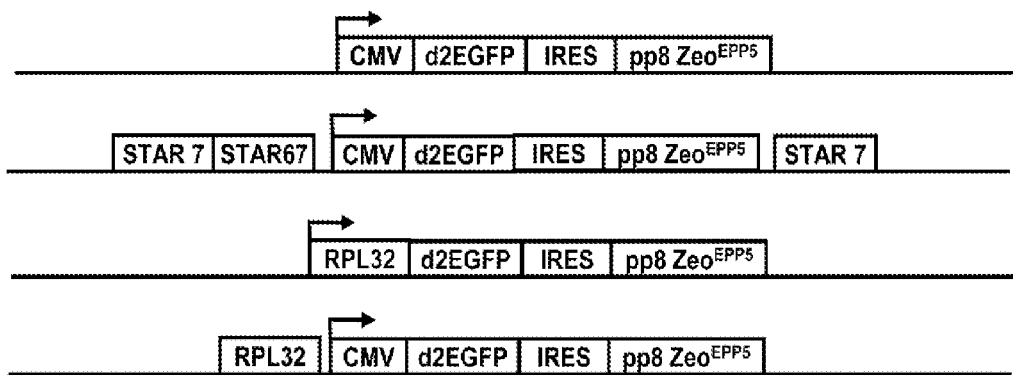 CMV d2EGFP IRES pp8 Zeo^EPP5
STAR 7 STAR67 CMV d2EGFP IRES pp8 Zeo^EPP5 STAR 7
RPL32 d2EGFP IRES pp8 Zeo^EPP5
RPL32 CMV d2EGFP IRES pp8 Zeo^EPP5